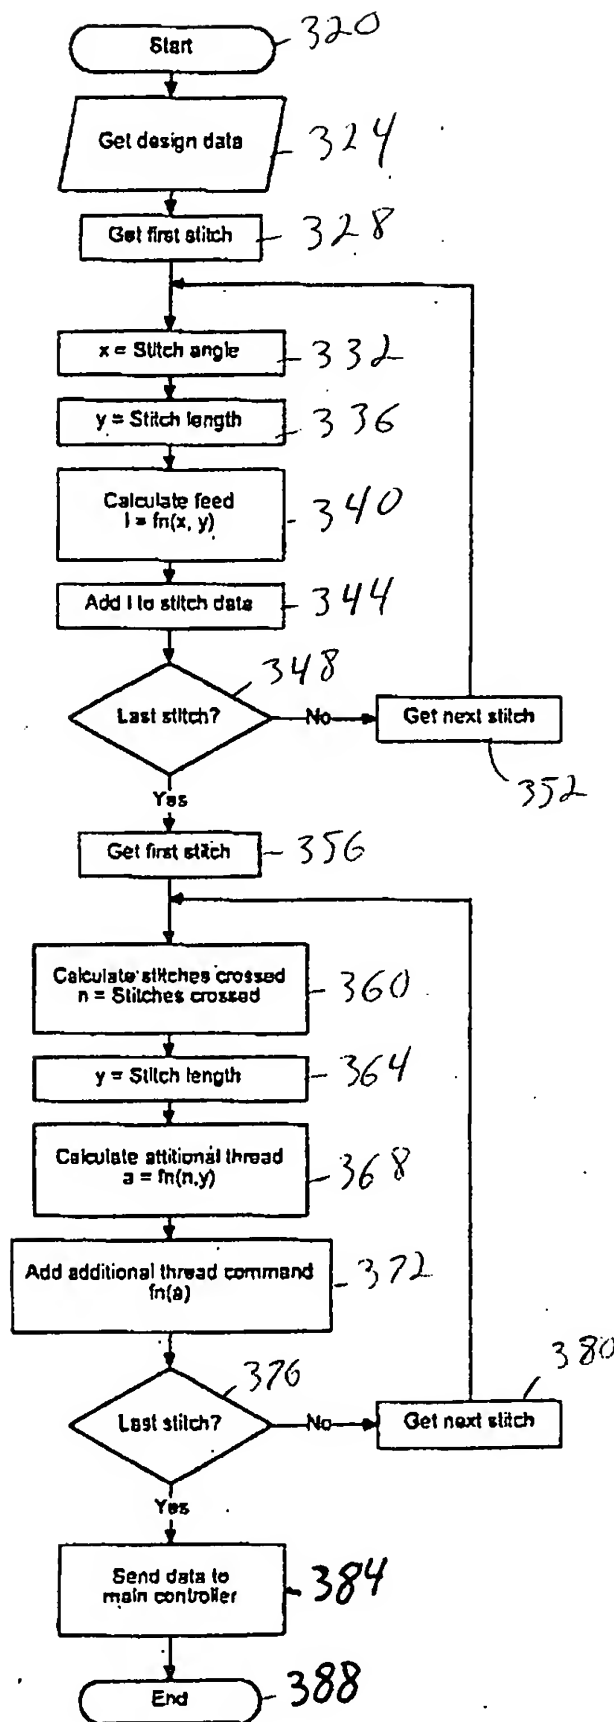 Start 320
Get design data 324
Get first stitch 328
x = Stitch angle 332
y = Stitch length 336
Calculate feed
l = fn(x, y) 340
Add l to stitch data 344
348
Last stitch? No Get next stitch
352
Yes
Get first stitch 356
Calculate stitches crossed
n = Stitches crossed 360
y = Stitch length 364
Calculate attitional thread
a = fn(n,y) 368
Add additional thread command
fn(a) 372
376
380
Last stitch? No Get next stitch
Yes
Send data to
main controller 384
End 388